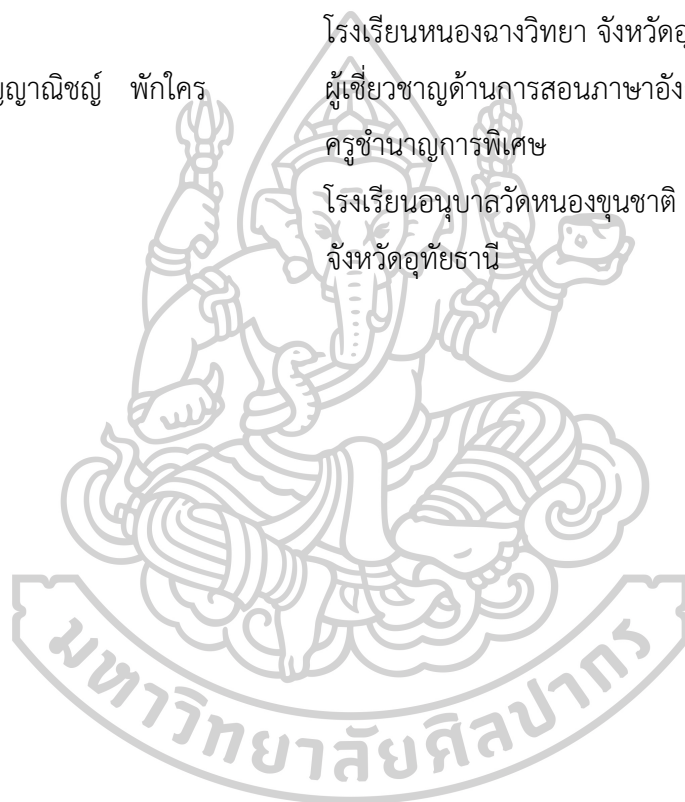 โรงเรียนหนองฉางวิทยา จังหวัดอุ
ญาณิชญ์ พักใคร ผู้เชี่ยวชาญด้านการสอนภาษาอัง
ครูชำนาญการพิเศษ
โรงเรียนอนุบาลวัดหนองขุนชาติ
จังหวัดอุทัยธานี
มหาวิทยาลัยศิลปากร